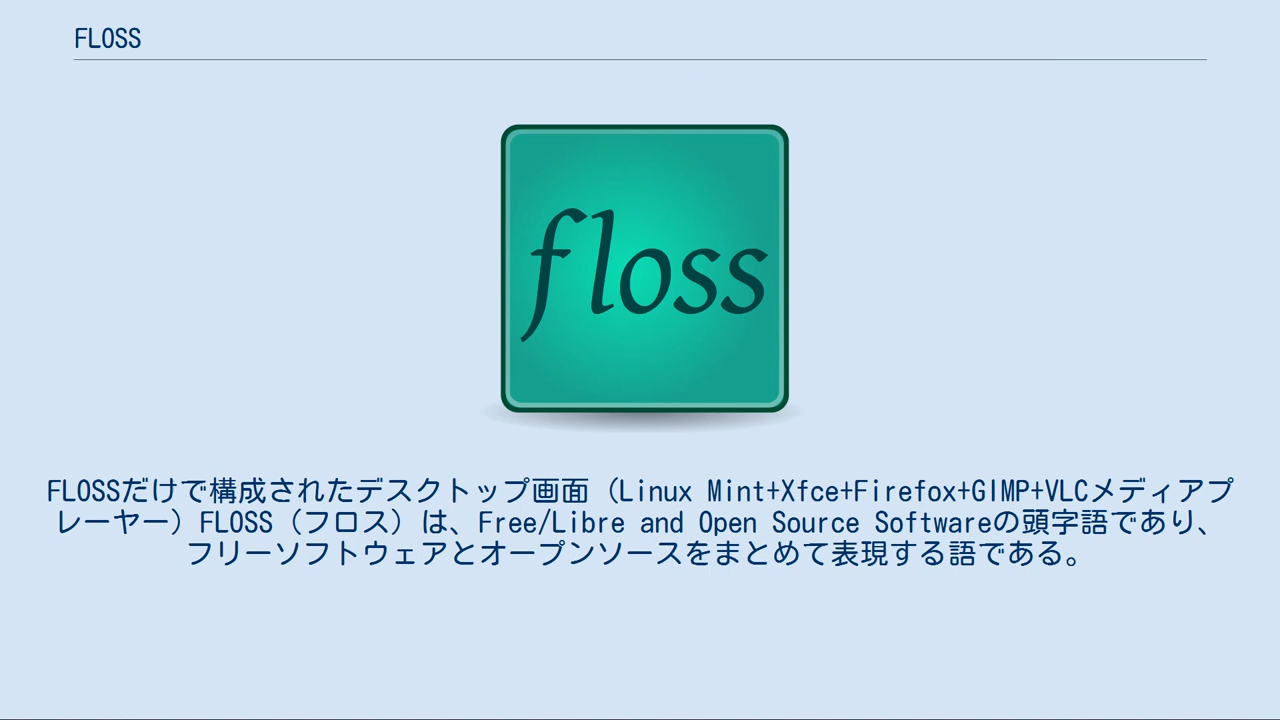 FLOSS
floss
FLOSSだけで構成されたデスクトップ画面（Linux Mint+Xfce+Firefox+GIMP+VLCメディアプ
レーヤー）FLOSS（フロス）は、Free/Libre and Open Source Softwareの頭字語であり、
フリーソフトウェアとオープンソースをまとめて表現する語である。